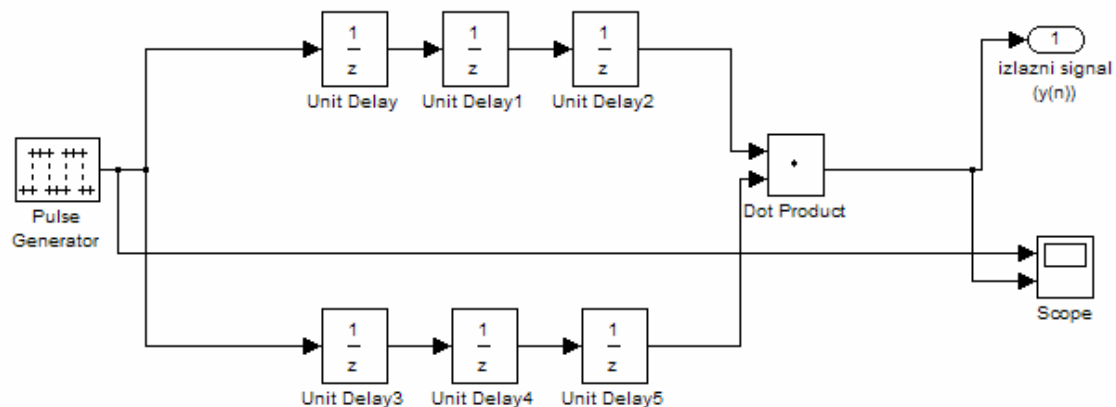 1
z
Unit Delay
1
z
Unit Delay1
1
z
Unit Delay2
1
izlazni signal
(y(n))
Pulse
Generator
Dot Product
Scope
1
z
Unit Delay3
1
z
Unit Delay4
1
z
Unit Delay5